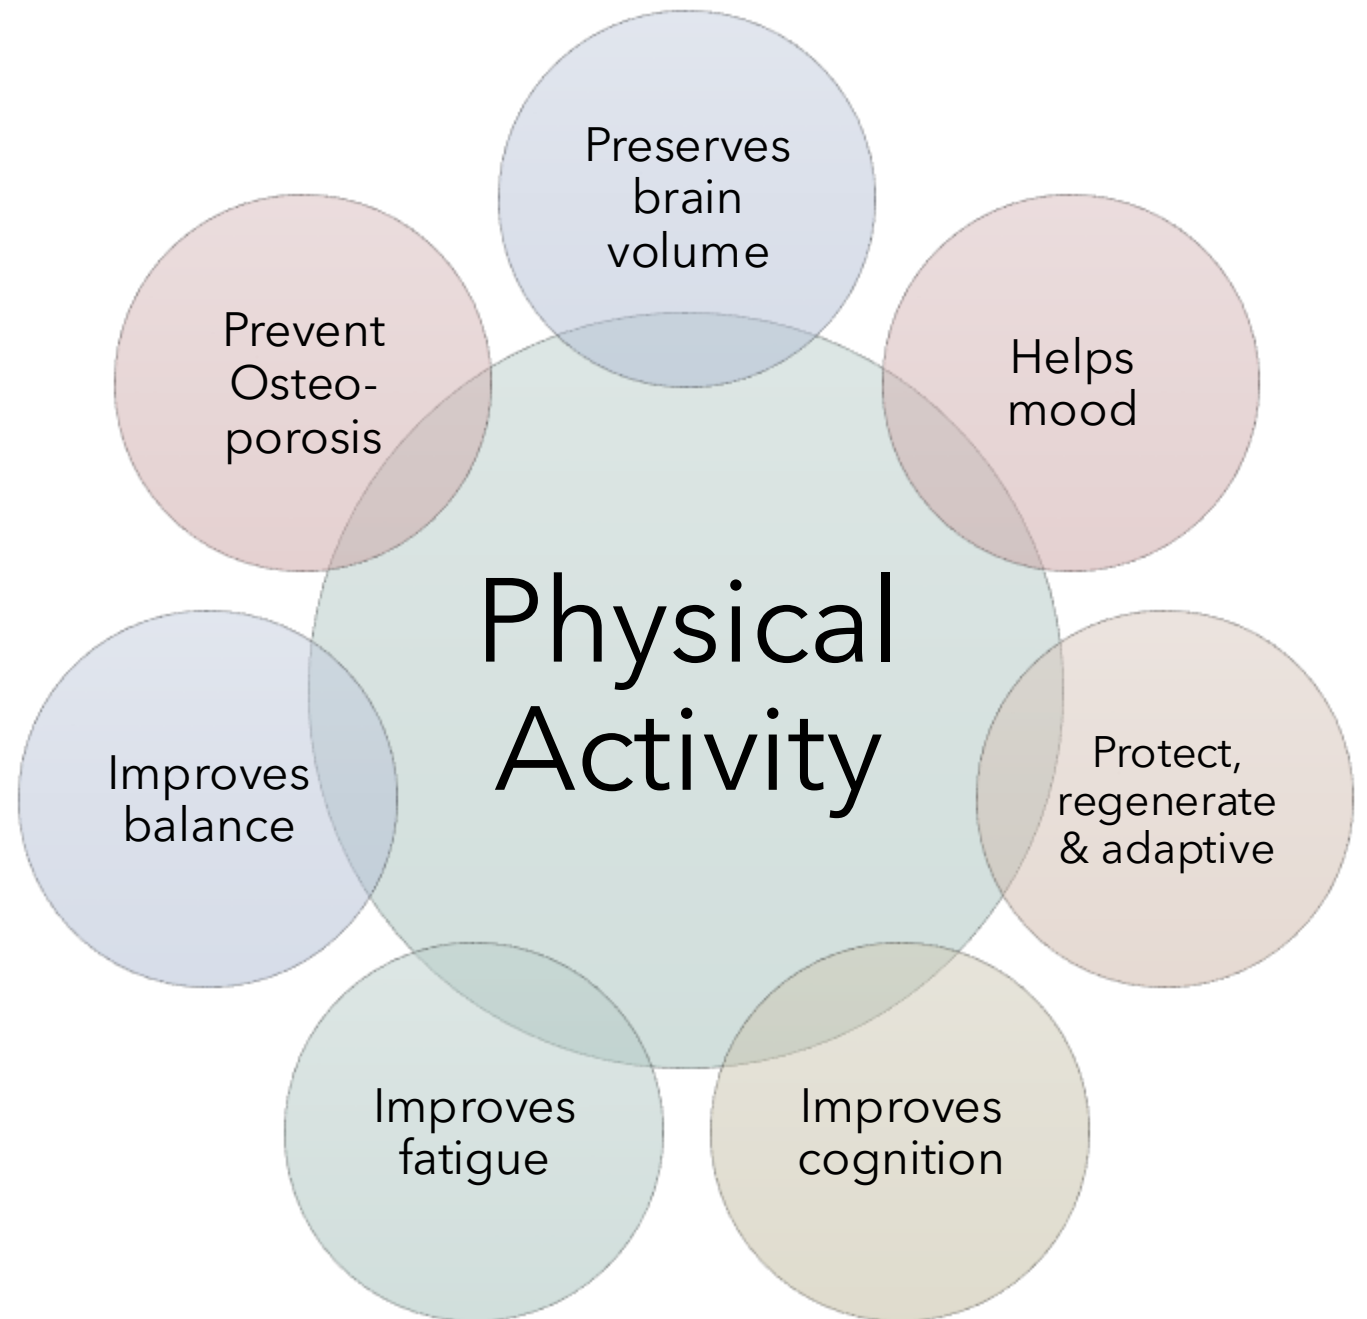 Preserves
brain
volume
Helps
mood
Protect,
regenerate
& adaptive
Improves
cognition
Improves
fatigue
Improves
balance
Prevent
Osteo-
porosis
Physical
Activity